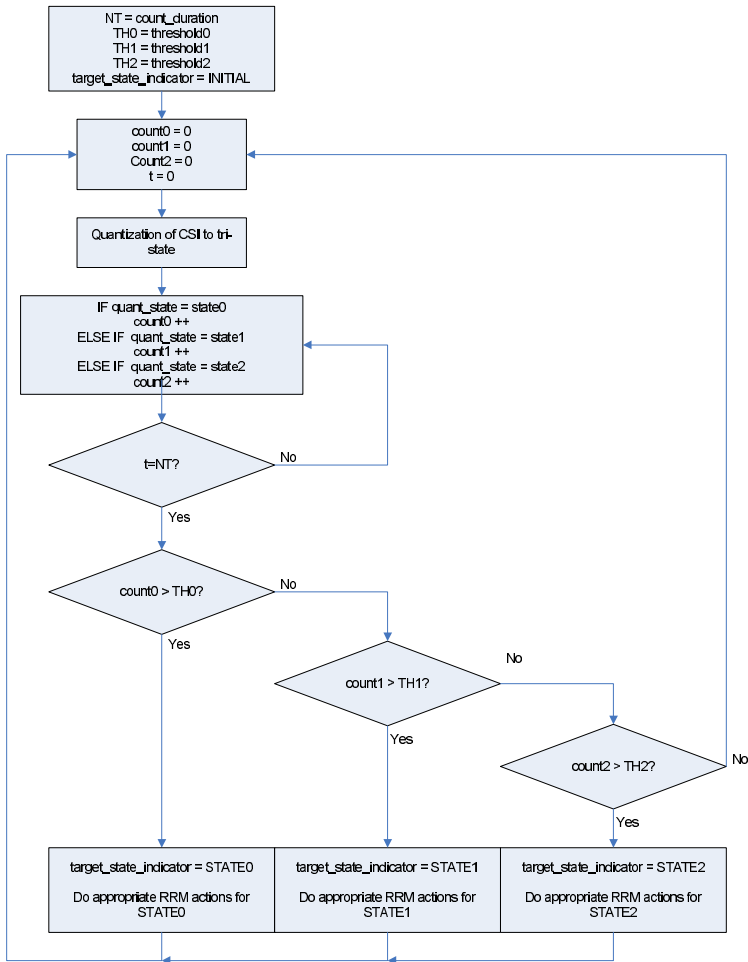 NT = count_duration
TH0 = threshold0
TH1 = threshold1
TH2 = threshold2
target_state_indicator = INITIAL
count0 = 0
count1 = 0
Count2 = 0
t = 0
Quantization of CSI to tri-
state
IF quant_state = state0
count0 ++
ELSE IF quant_state = state1
count1 ++
ELSE IF quant_state = state2
count2 ++
t=NT?
No
Yes
count0 > TH0?
No
Yes
count1 > TH1?
No
Yes
count2 > TH2?
No
Yes
target_state_indicator = STATE0
Do appropriate RRM actions for
STATE0
target_state_indicator = STATE1
Do appropriate RRM actions for
STATE1
target_state_indicator = STATE2
Do appropriate RRM actions for
STATE2